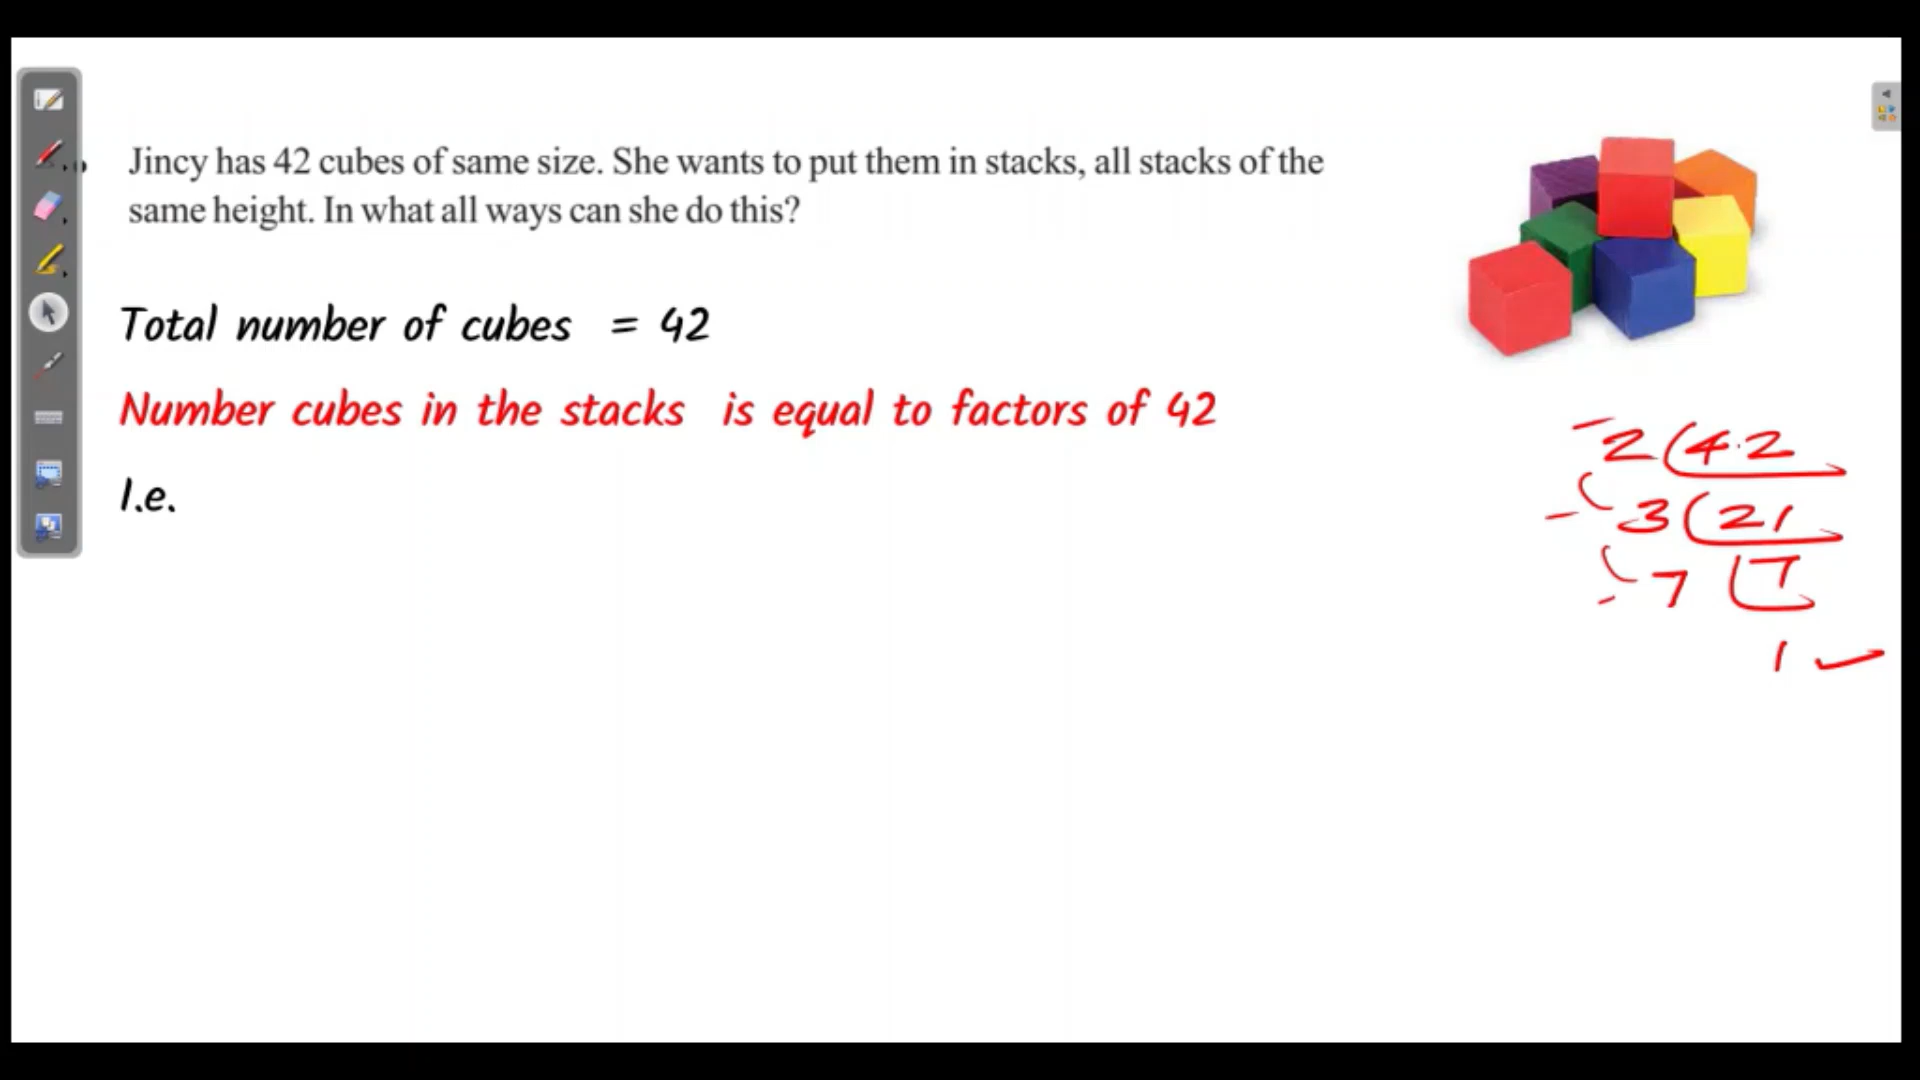 Jincy has 42 cubes of same size. She wants to put them in stacks, all stacks of the
same height. In what all ways can she do this?
Total number of cubes = 42
Number cubes in the stacks is equal to factors of 42
I.e.
2 42
3 21
7 7
1